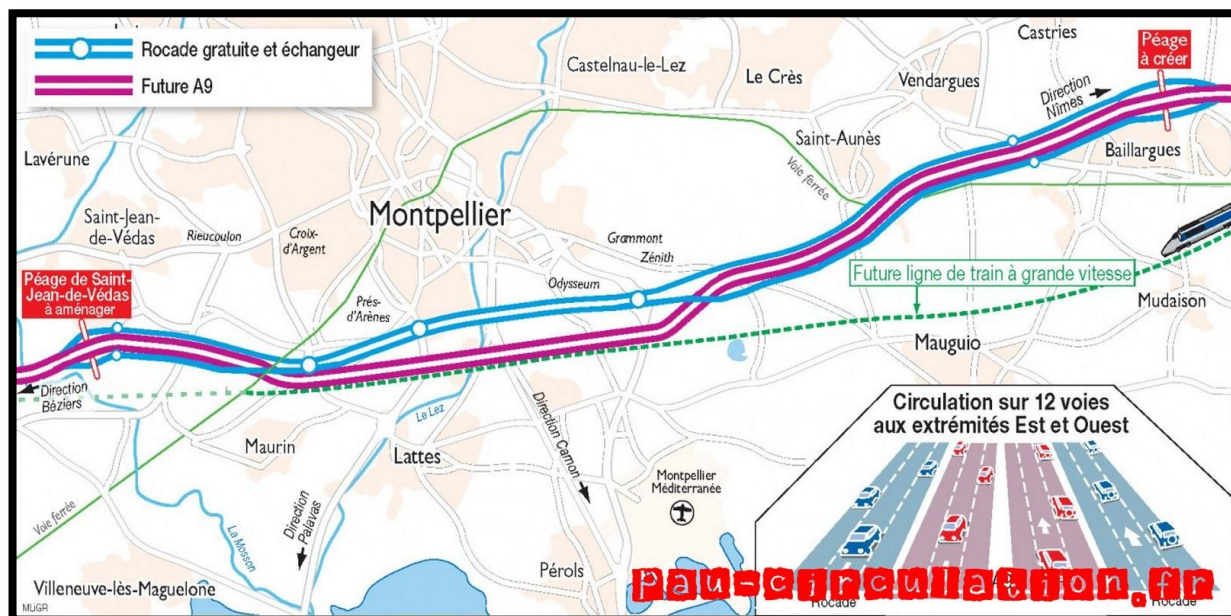 Rocade gratuite et échangeur
Future A9
Castries
Péage
à créer
Castelnau-le-Lez
Le Crès
Vendargues
Direction
Nîmes
Lavérune
Saint-Aunès
Baillargues
Voie ferrée
Saint-Jean-
de-Védas
Rieucoulon
Croix-
d'Argent
Montpellier
Grammont
Zénith
Odysseum
Péage de Saint-
Jean-de-Védas
à aménager
Prés-
d'Arènes
Future ligne de train à grande vitesse
Mudaison
Mauguio
Direction
Béziers
Le Lez
Maurin
Lattes
Direction Carnon
Circulation sur 12 voies
aux extrémités Est et Ouest
Montpellier
Méditerranée
Voie ferrée
La Mosson
Direction
Palavas
Pérols
Villeneuve-lès-Maguelone
MUGR
A9
Rocade
Rocade
pau-circulation.fr